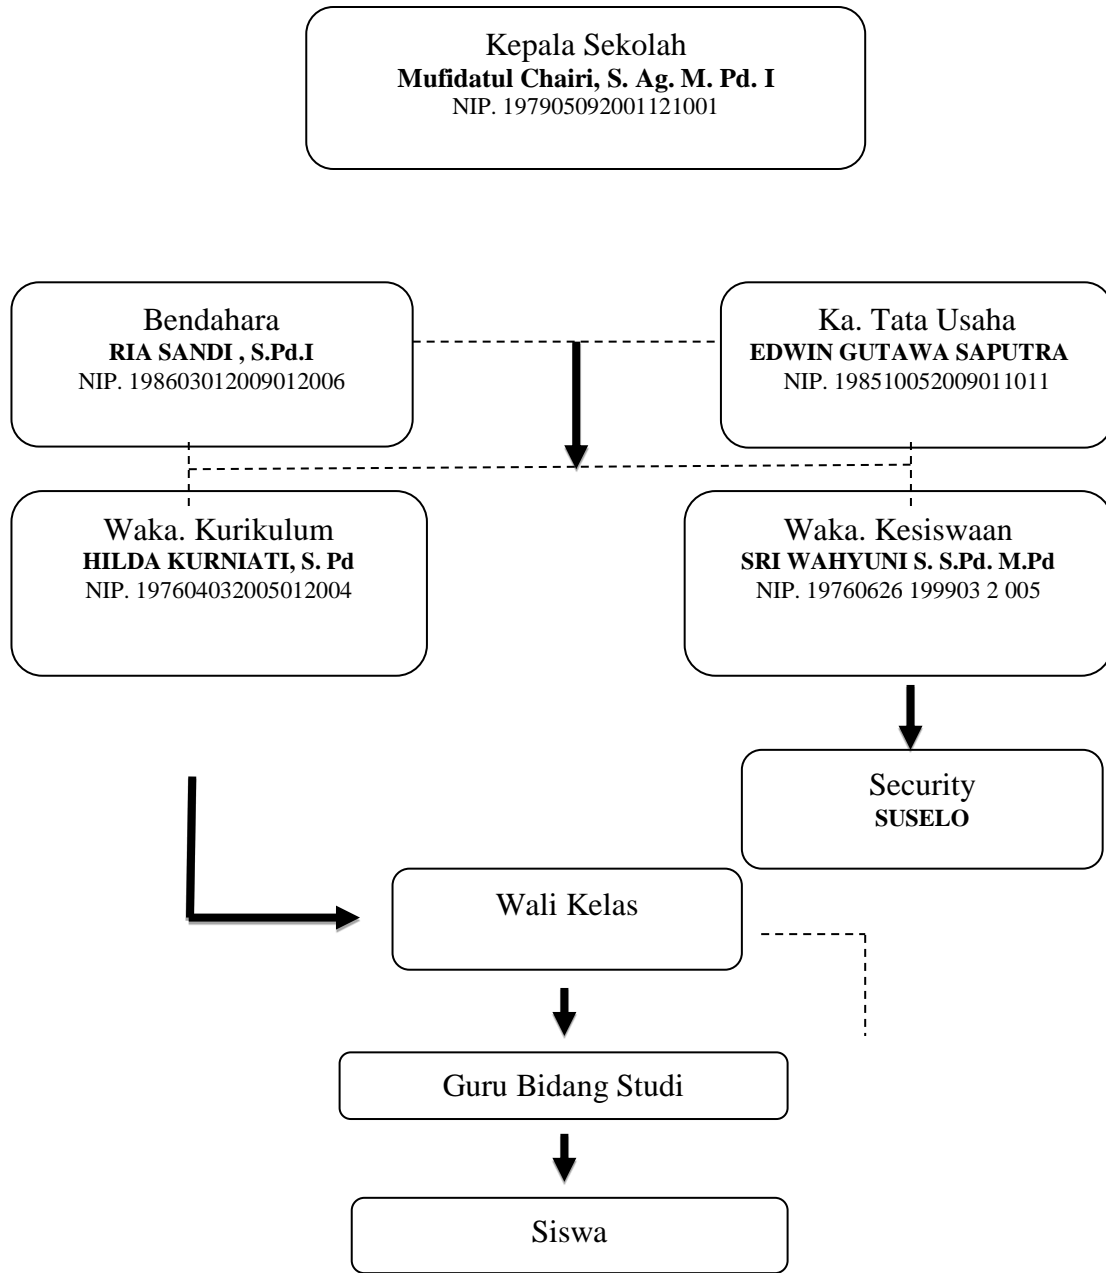 Kepala Sekolah
Mufidatul Chairi, S. Ag. M. Pd. I
NIP. 197905092001121001
Bendahara
RIA SANDI , S.Pd.I
NIP. 198603012009012006
Ka. Tata Usaha
EDWIN GUTAWA SAPUTRA
NIP. 198510052009011011
Waka. Kurikulum
HILDA KURNIATI, S. Pd
NIP. 197604032005012004
Waka. Kesiswaan
SRI WAHYUNI S. S.Pd. M.Pd
NIP. 19760626 199903 2 005
Security
SUSELO
Wali Kelas
Guru Bidang Studi
Siswa